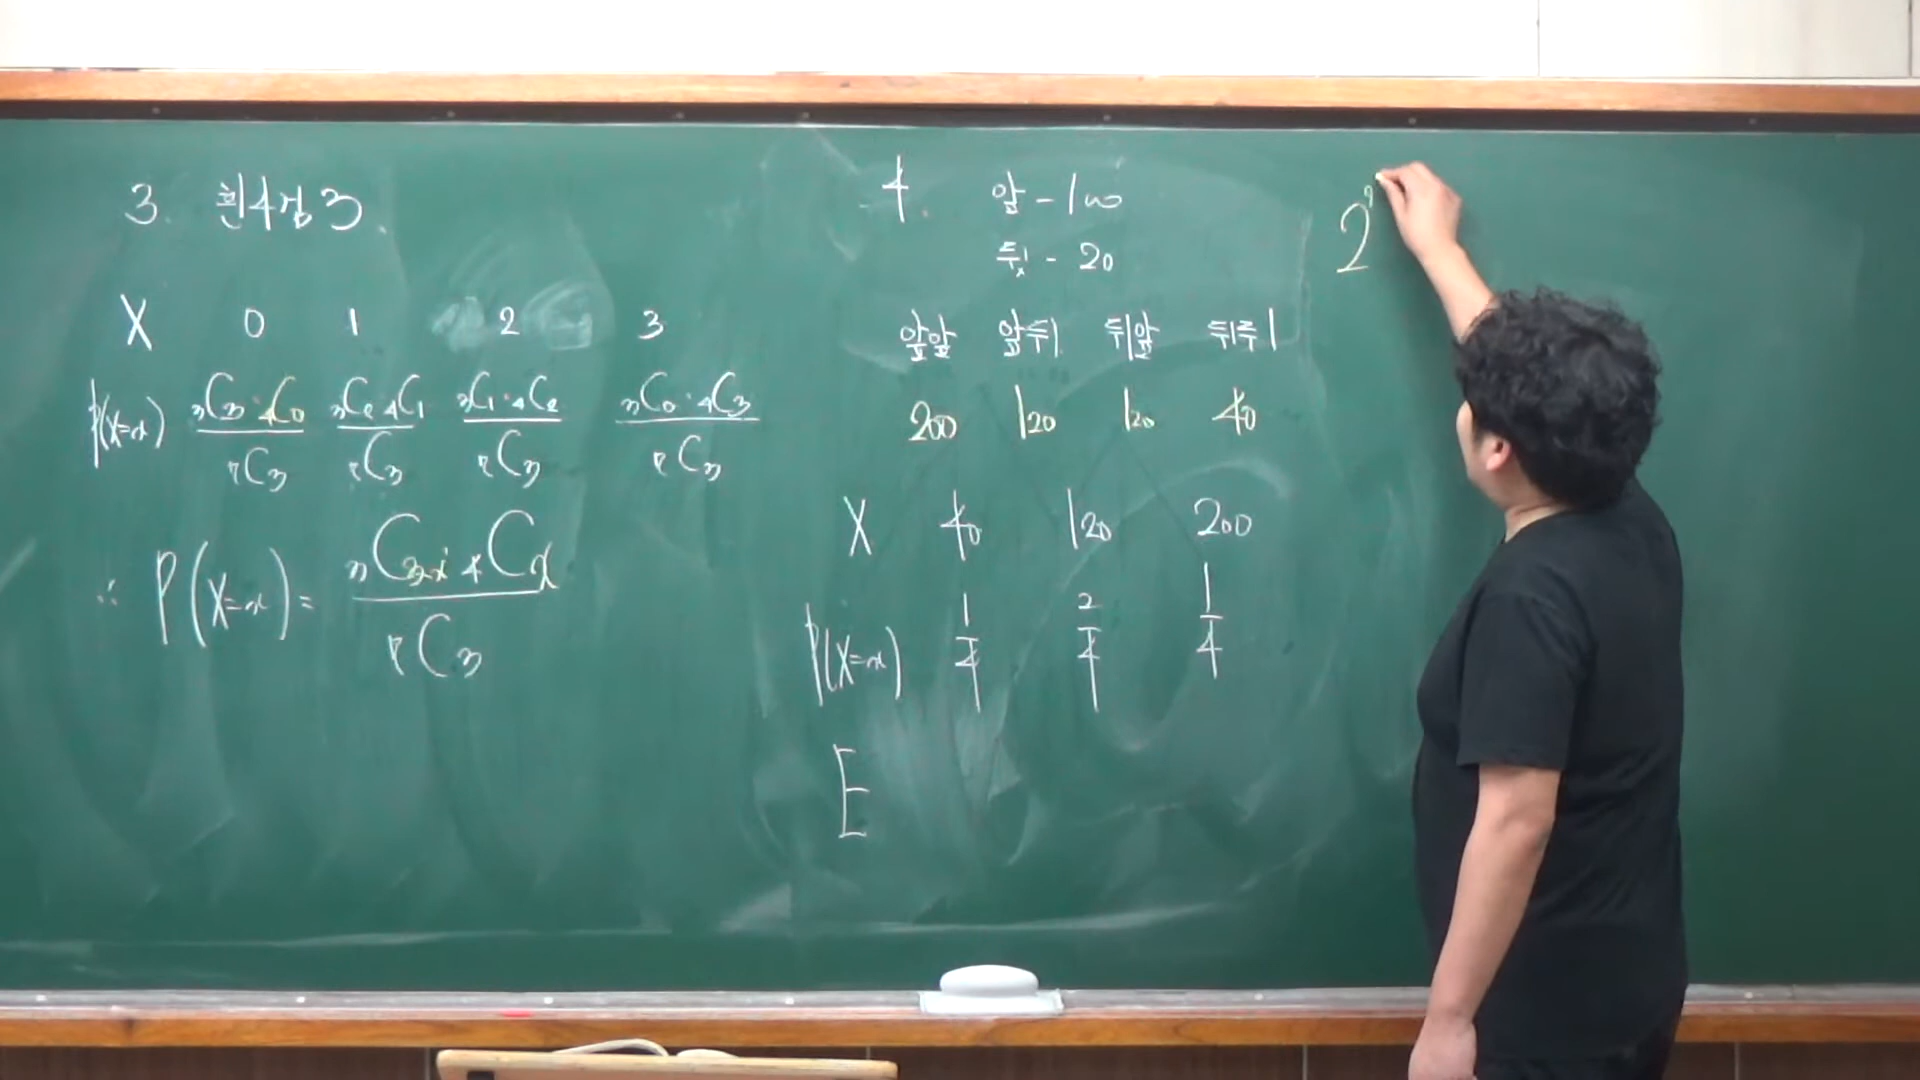 3. 흰4검3.
X 0 1 2 3
P(X=x) ₃C₃·₄C₀/₇C₃ ₃C₂·₄C₁/₇C₃ ₃C₁·₄C₂/₇C₃ ₃C₀·₄C₃/₇C₃
∴ P(X=x) = ₃C₃₋ₓ·₄Cₓ/₇C₃
4. 앞 - 100
뒤 - 20
앞앞 앞뒤 뒤앞 뒤뒤
200 120 120 40
X 40 120 200
P(X=x) 1/4 2/4 1/4
E
2